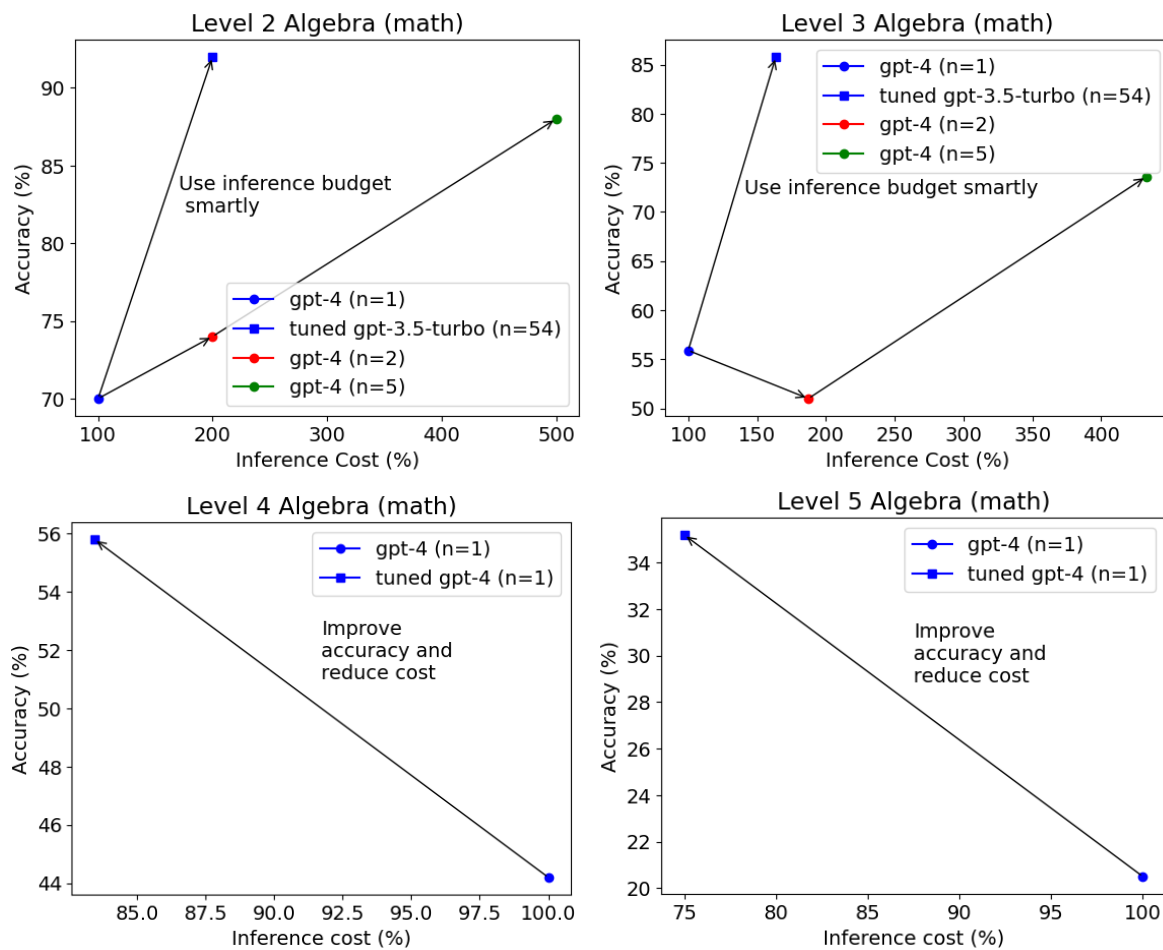 Level 2 Algebra (math)
Accuracy (%)
90
85
80
75
70
Use inference budget
smartly
gpt-4 (n=1)
tuned gpt-3.5-turbo (n=54)
gpt-4 (n=2)
gpt-4 (n=5)
100
200
300
400
500
Inference Cost (%)
Level 3 Algebra (math)
Accuracy (%)
85
80
75
70
65
60
55
50
gpt-4 (n=1)
tuned gpt-3.5-turbo (n=54)
gpt-4 (n=2)
gpt-4 (n=5)
Use inference budget smartly
100
150
200
250
300
350
400
Inference Cost (%)
Level 4 Algebra (math)
Accuracy (%)
56
54
52
50
48
46
44
gpt-4 (n=1)
tuned gpt-4 (n=1)
Improve
accuracy and
reduce cost
85.0
87.5
90.0
92.5
95.0
97.5
100.0
Inference cost (%)
Level 5 Algebra (math)
Accuracy (%)
34
32
30
28
26
24
22
20
gpt-4 (n=1)
tuned gpt-4 (n=1)
Improve
accuracy and
reduce cost
75
80
85
90
95
100
Inference cost (%)